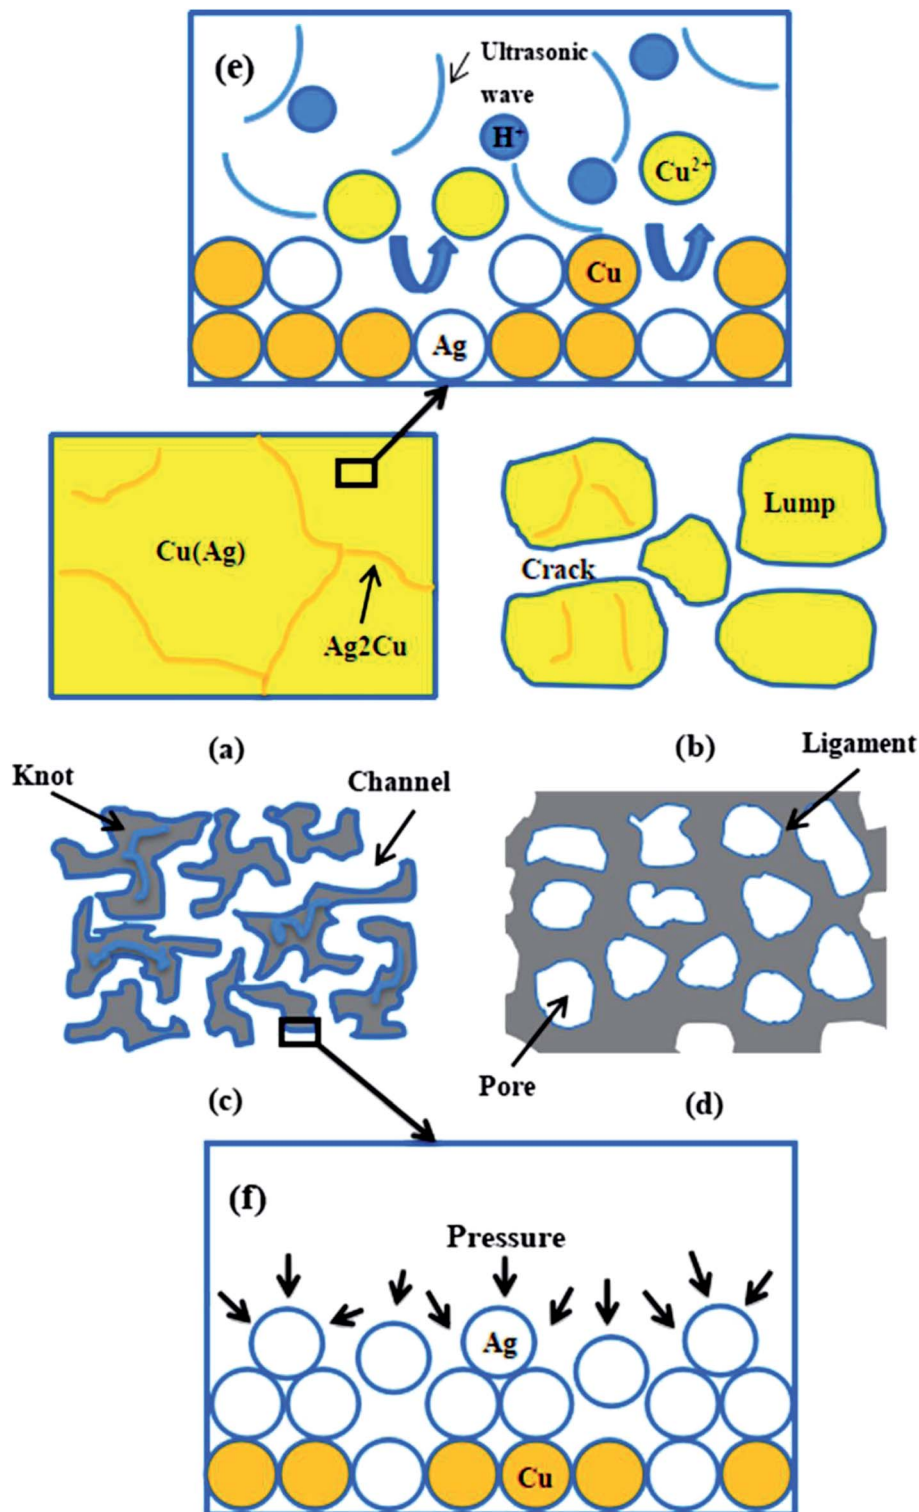 (e)
Ultrasonic
wave
H⁺
Cu²⁺
Cu
Ag
Cu(Ag)
Ag2Cu
Lump
Crack
(a)
(b)
Knot
Channel
Ligament
Pore
(c)
(d)
(f)
Pressure
Ag
Cu